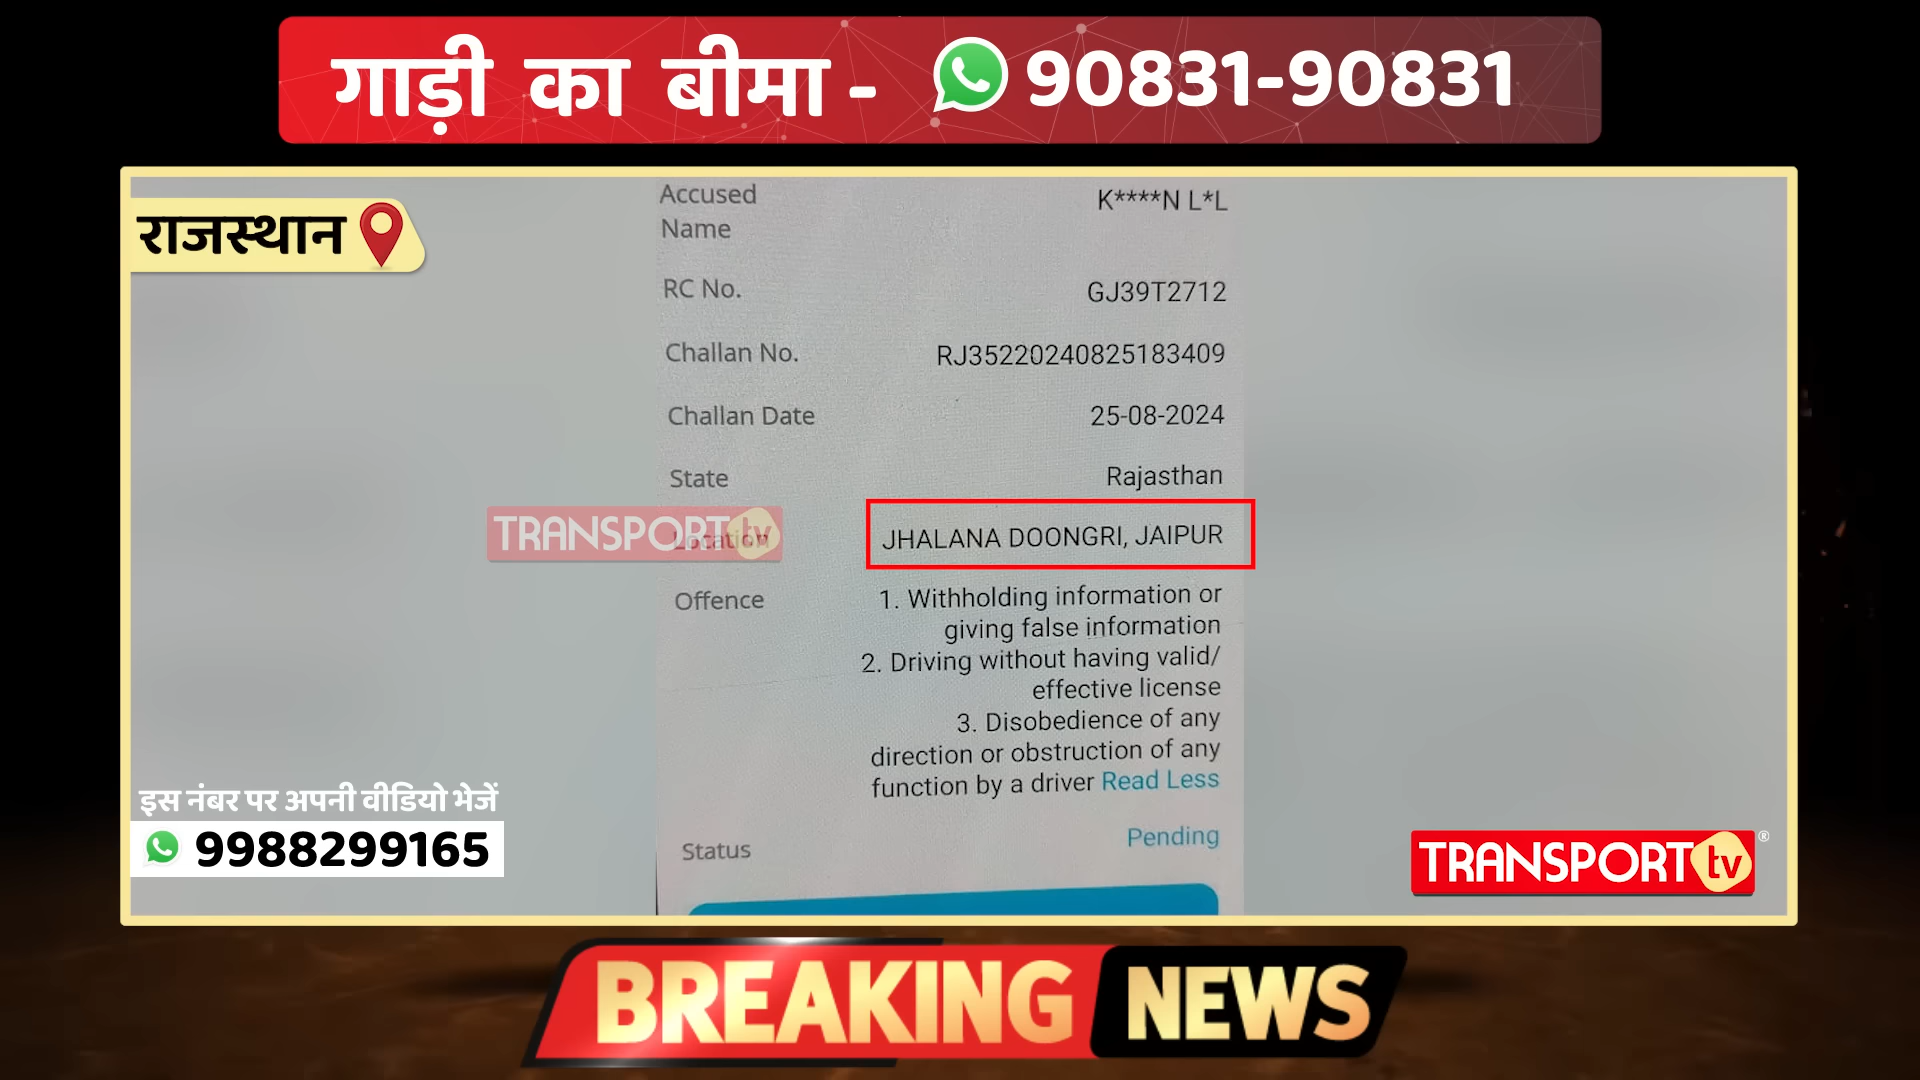 गाड़ी का बीमा - 90831-90831
राजस्थान
Accused Name
K****N L*L
RC No.
GJ39T2712
Challan No.
RJ35220240825183409
Challan Date
25-08-2024
State
Rajasthan
TRANSPORT tv
Location
JHALANA DOONGRI, JAIPUR
Offence
1. Withholding information or
giving false information
2. Driving without having valid/
effective license
3. Disobedience of any
direction or obstruction of any
function by a driver Read Less
Status
Pending
इस नंबर पर अपनी वीडियो भेजें
9988299165
TRANSPORT tv ®
BREAKING NEWS